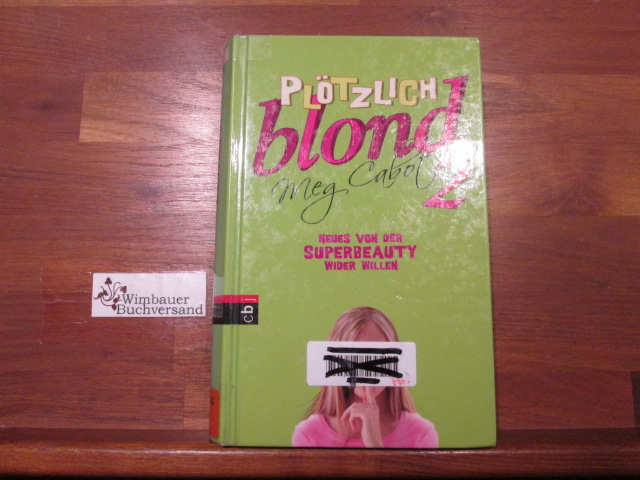 PLÖTZLICH
blond
2
Meg Cabot
NEUES VON DER
SUPERBEAUTY
WIDER WILLEN
Wimbauer
Buchversand
cbj